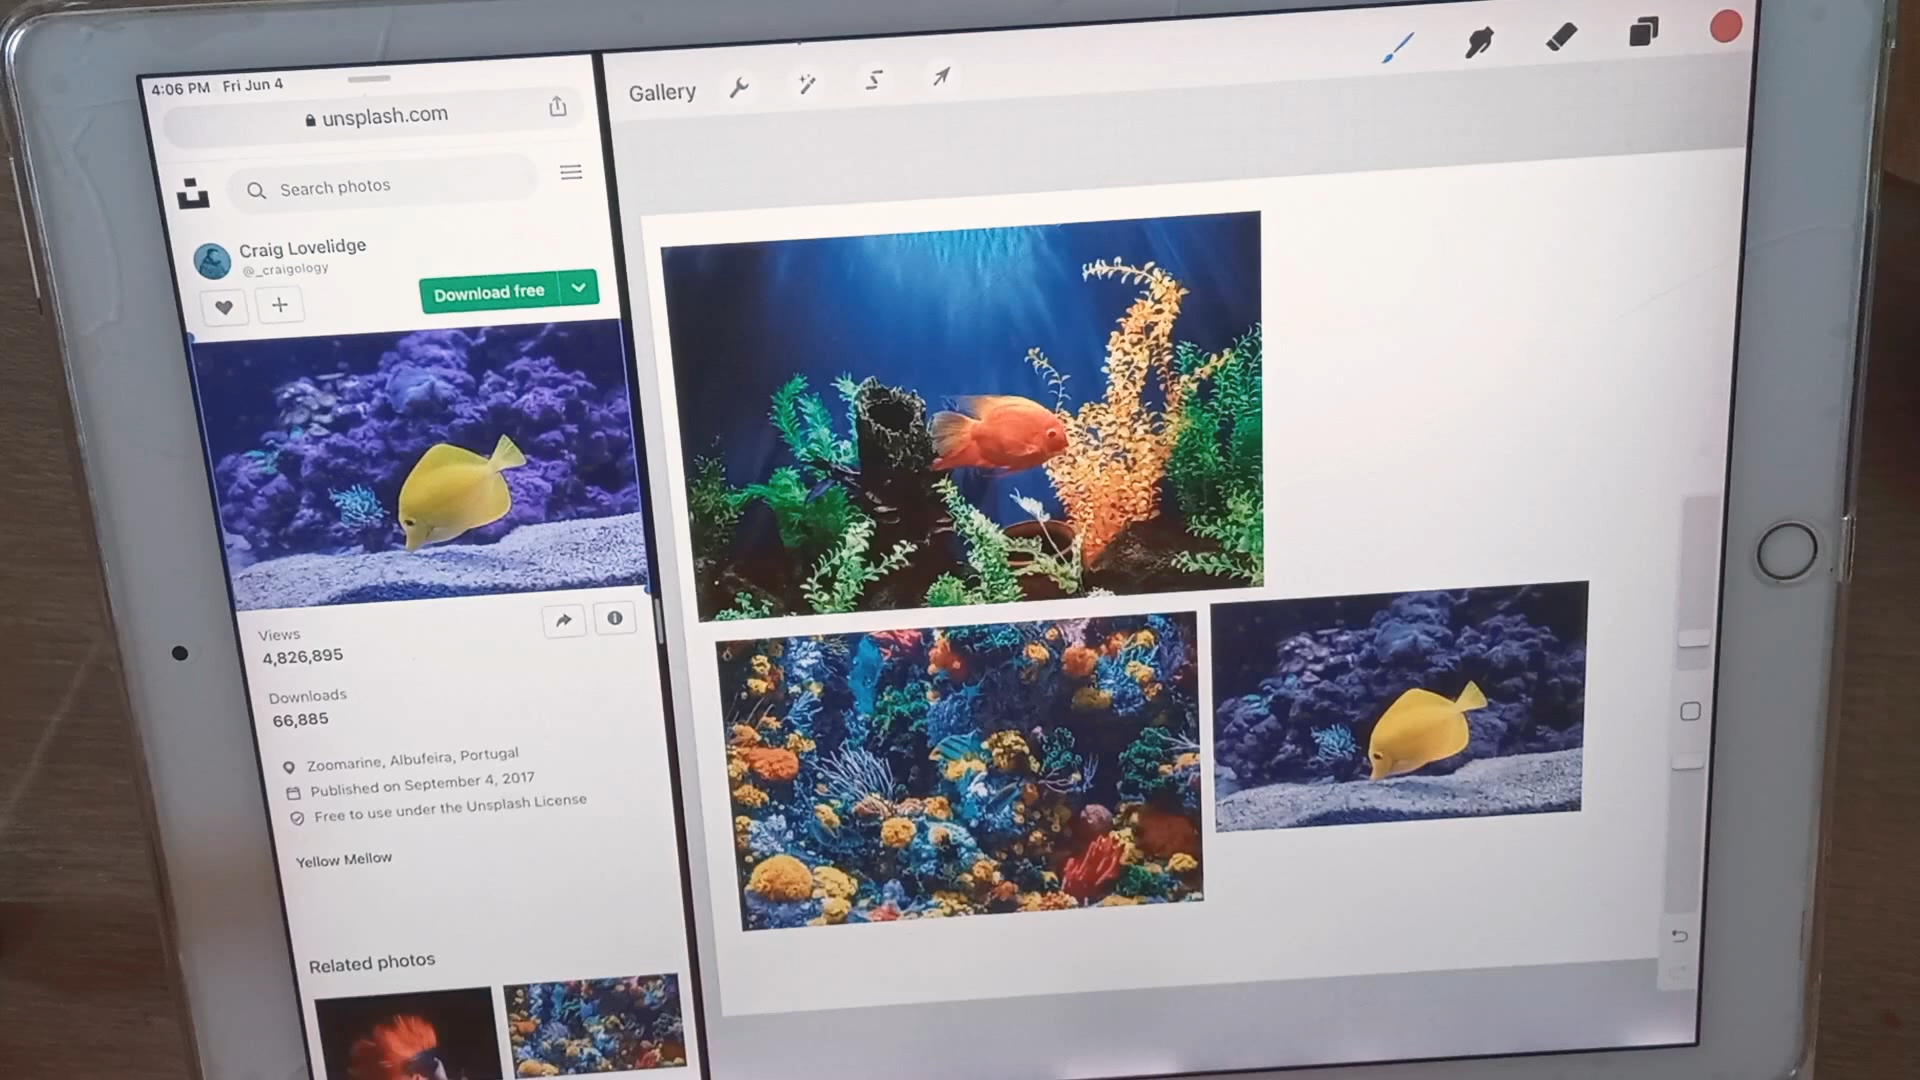 4:06 PM Fri Jun 4
unsplash.com
Search photos
Craig Lovelidge
@_craigology
Download free
Views
4,826,895
Downloads
66,885
Zoomarine, Albufeira, Portugal
Published on September 4, 2017
Free to use under the Unsplash License
Yellow Mellow
Related photos
Gallery